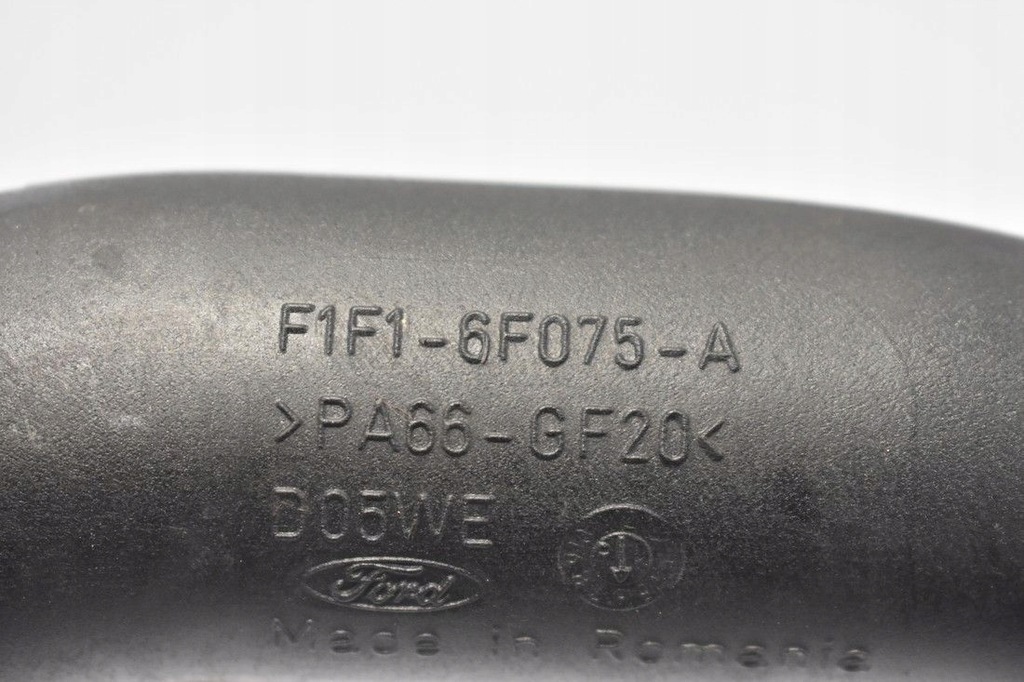 F1F1-6F075-A
>PA66-GF20<
D05WE
Ford
Made in Romania